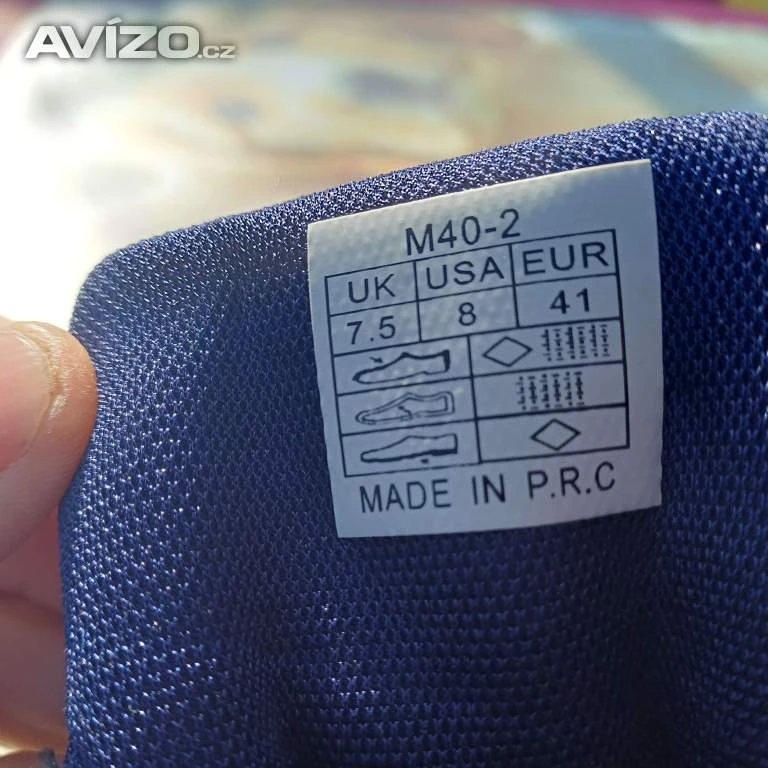 AVÍZO.cz
M40-2
UK USA EUR
7.5 8 41
MADE IN P.R.C